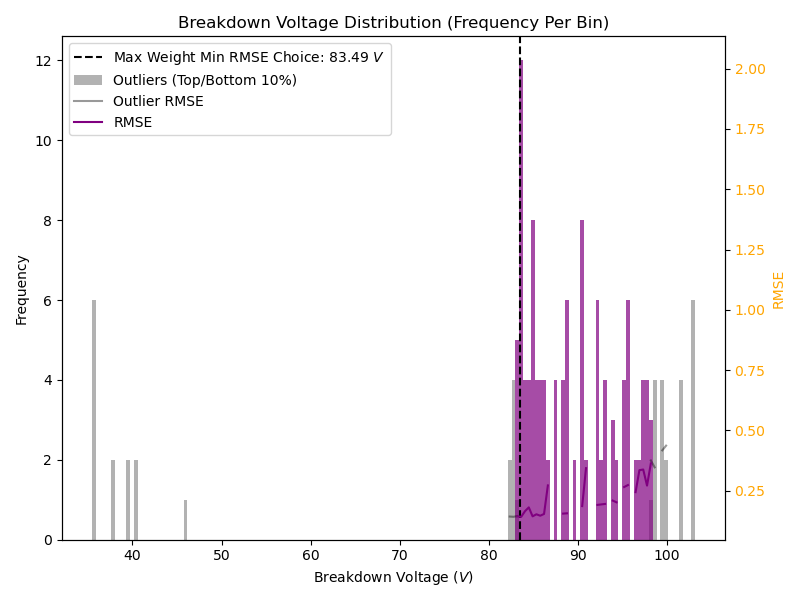 Breakdown Voltage Distribution (Frequency Per Bin)
Max Weight Min RMSE Choice: 83.49 V
Outliers (Top/Bottom 10%)
Outlier RMSE
RMSE
Frequency
12
10
8
6
4
2
0
2.00
1.75
1.50
1.25
1.00
0.75
0.50
0.25
RMSE
40 50 60 70 80 90 100
Breakdown Voltage (V)